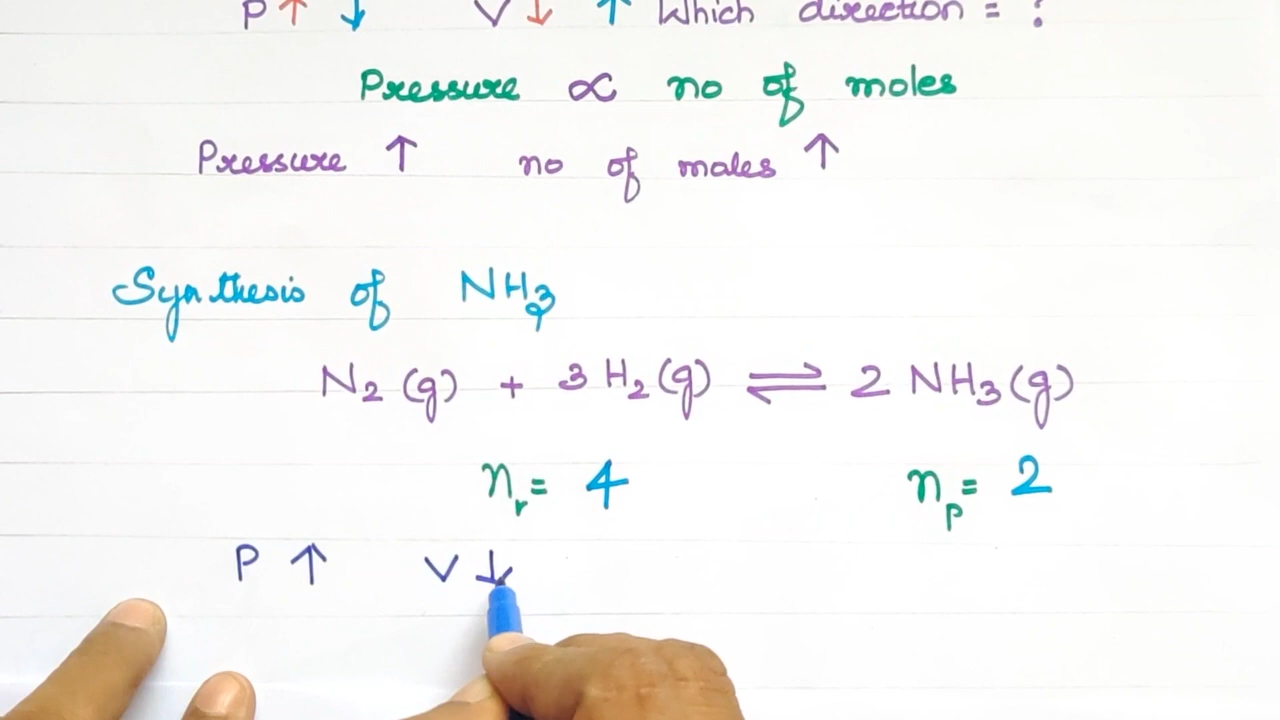 P↑ ↓ V↓ ↑ Which direction = ?
Pressure ∝ no of moles
Pressure ↑ no of males ↑
Synthesis of NH3
N2 (g) + 3 H2 (g) ⇌ 2 NH3 (g)
nr = 4 np = 2
P ↑ V ↓